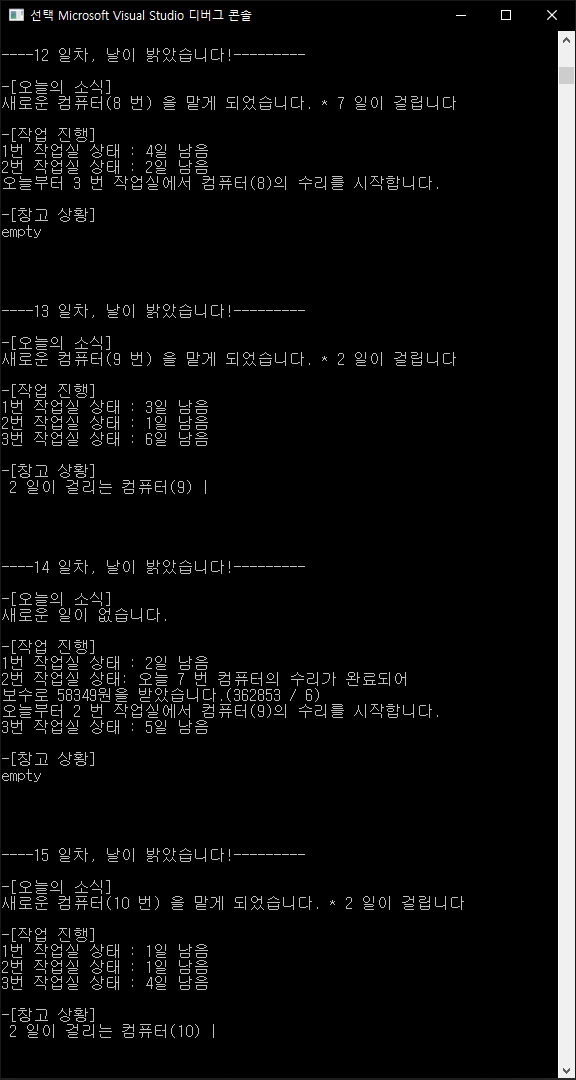 선택 Microsoft Visual Studio 디버그 콘솔
----12 일차, 날이 밝았습니다!---------
-[오늘의 소식]
새로운 컴퓨터(8 번) 을 맡게 되었습니다. * 7 일이 걸립니다
-[작업 진행]
1번 작업실 상태 : 4일 남음
2번 작업실 상태 : 2일 남음
오늘부터 3 번 작업실에서 컴퓨터(8)의 수리를 시작합니다.
-[창고 상황]
empty
----13 일차, 날이 밝았습니다!---------
-[오늘의 소식]
새로운 컴퓨터(9 번) 을 맡게 되었습니다. * 2 일이 걸립니다
-[작업 진행]
1번 작업실 상태 : 3일 남음
2번 작업실 상태 : 1일 남음
3번 작업실 상태 : 6일 남음
-[창고 상황]
 2 일이 걸리는 컴퓨터(9) |
----14 일차, 날이 밝았습니다!---------
-[오늘의 소식]
새로운 일이 없습니다.
-[작업 진행]
1번 작업실 상태 : 2일 남음
2번 작업실 상태: 오늘 7 번 컴퓨터의 수리가 완료되어
보수로 58349원을 받았습니다.(362853 / 6)
오늘부터 2 번 작업실에서 컴퓨터(9)의 수리를 시작합니다.
3번 작업실 상태 : 5일 남음
-[창고 상황]
empty
----15 일차, 날이 밝았습니다!---------
-[오늘의 소식]
새로운 컴퓨터(10 번) 을 맡게 되었습니다. * 2 일이 걸립니다
-[작업 진행]
1번 작업실 상태 : 1일 남음
2번 작업실 상태 : 1일 남음
3번 작업실 상태 : 4일 남음
-[창고 상황]
 2 일이 걸리는 컴퓨터(10) |